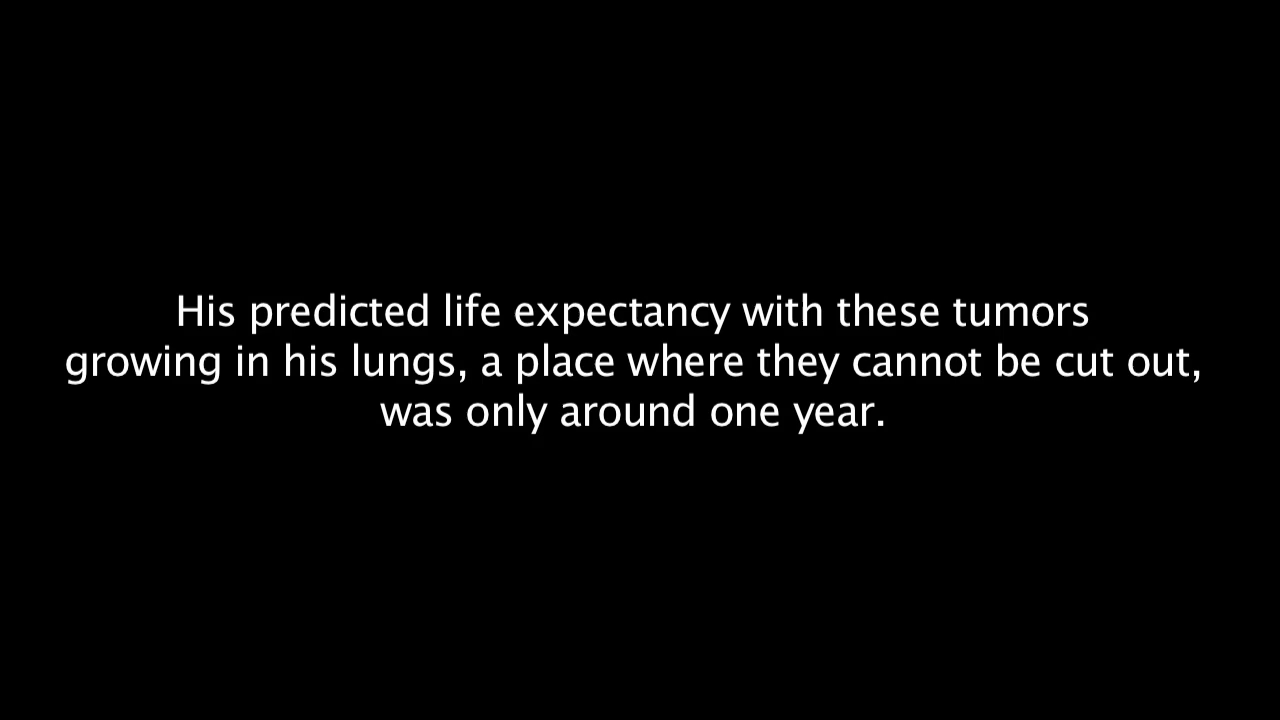 His predicted life expectancy with these tumors
growing in his lungs, a place where they cannot be cut out,
was only around one year.